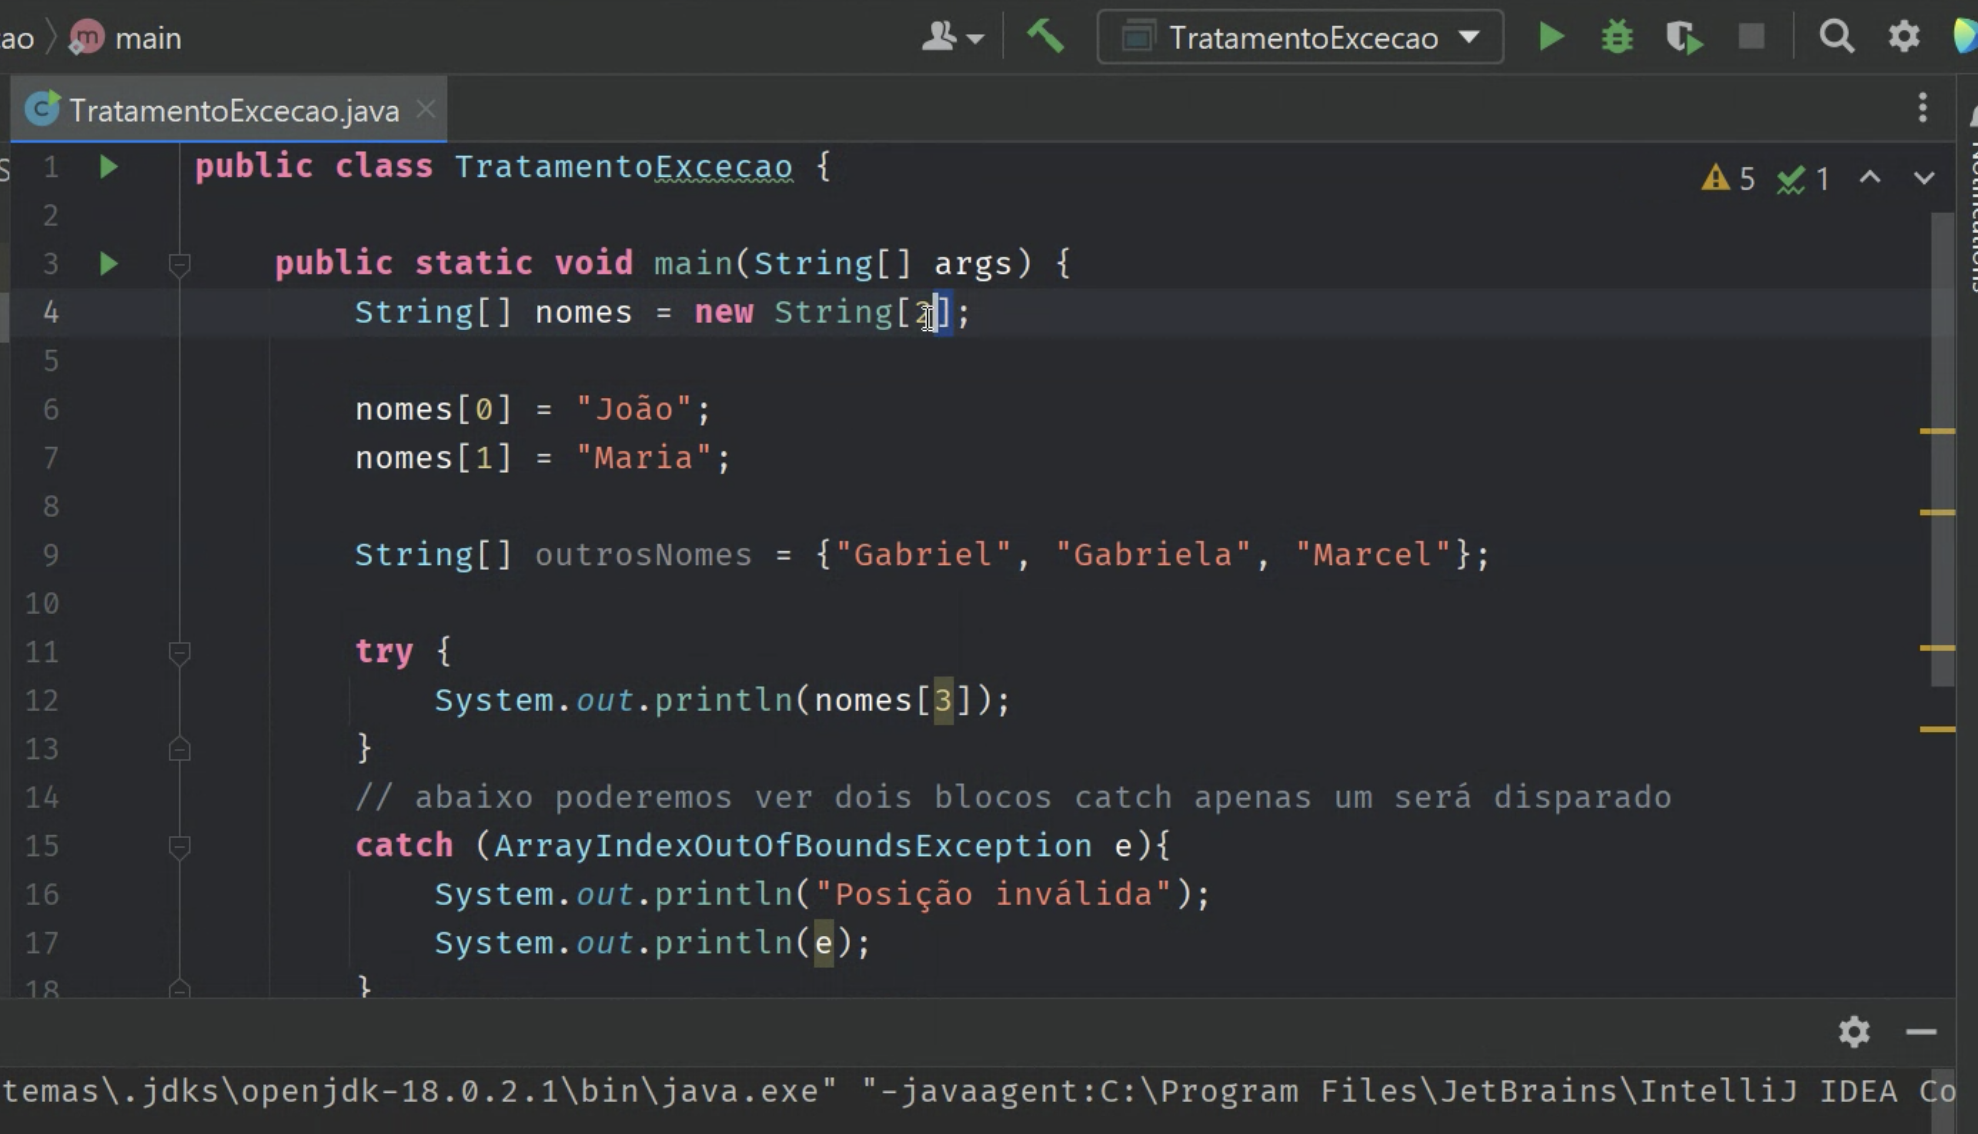 ao main TratamentoExcecao
TratamentoExcecao.java
5 1
1 public class TratamentoExcecao {
2
3 public static void main(String[] args) {
4 String[] nomes = new String[2];
5
6 nomes[0] = "João";
7 nomes[1] = "Maria";
8
9 String[] outrosNomes = {"Gabriel", "Gabriela", "Marcel"};
10
11 try {
12 System.out.println(nomes[3]);
13 }
14 // abaixo poderemos ver dois blocos catch apenas um será disparado
15 catch (ArrayIndexOutOfBoundsException e){
16 System.out.println("Posição inválida");
17 System.out.println(e);
18 }
Notifications
temas\.jdks\openjdk-18.0.2.1\bin\java.exe" "-javaagent:C:\Program Files\JetBrains\IntelliJ IDEA Co